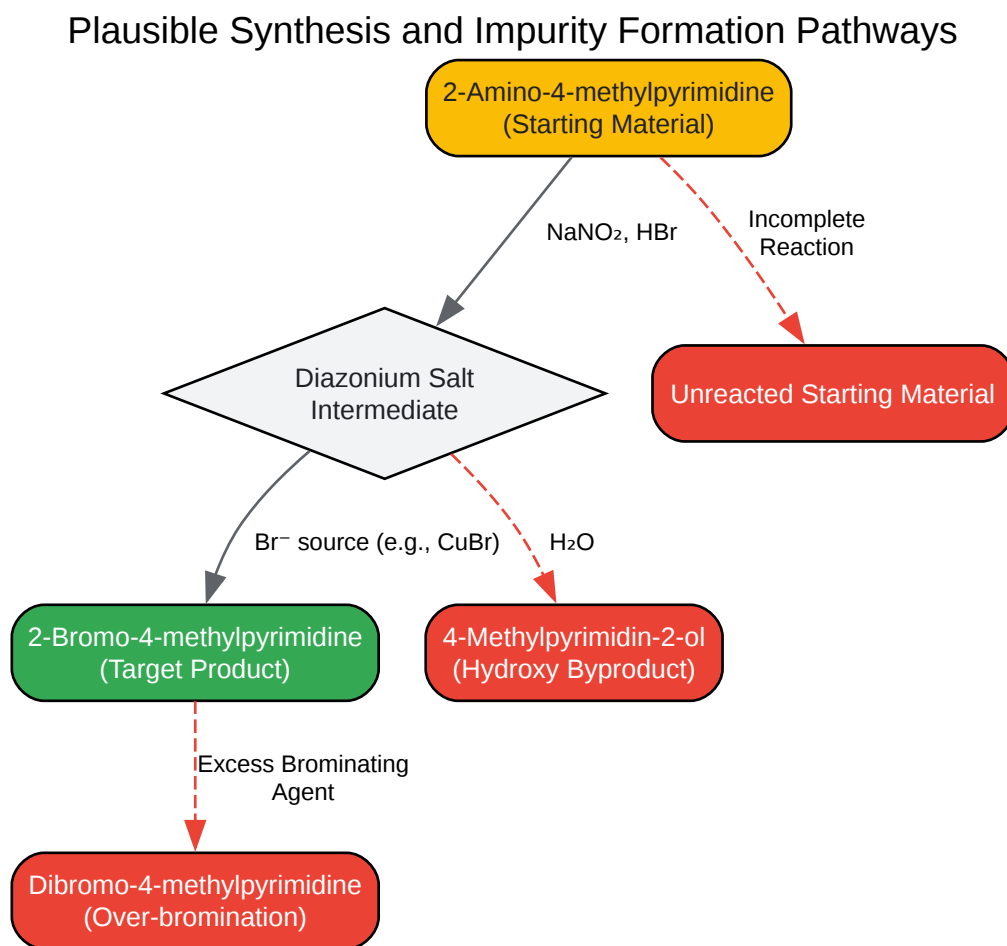 Plausible Synthesis and Impurity Formation Pathways
2-Amino-4-methylpyrimidine
(Starting Material)
NaNO₂, HBr
Incomplete
Reaction
Diazonium Salt
Intermediate
Unreacted Starting Material
Br⁻ source (e.g., CuBr)
H₂O
2-Bromo-4-methylpyrimidine
(Target Product)
4-Methylpyrimidin-2-ol
(Hydroxy Byproduct)
Excess Brominating
Agent
Dibromo-4-methylpyrimidine
(Over-bromination)